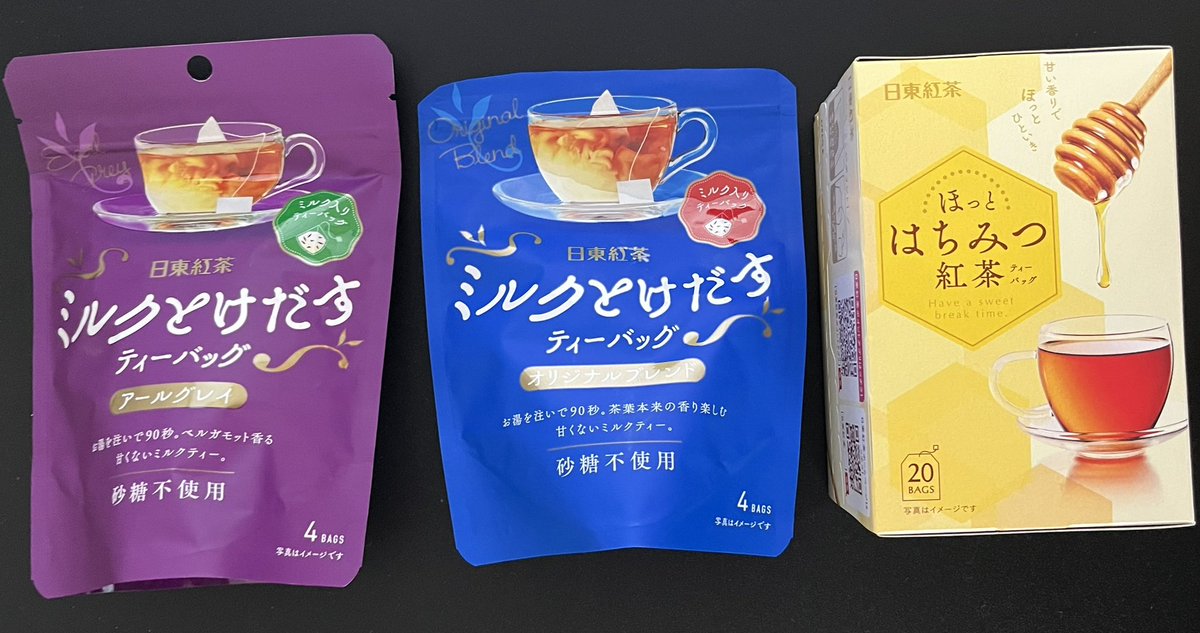 Earl Grey
ミルク入り
ティーバッグ
日東紅茶
ミルクとけだす
ティーバッグ
アールグレイ
お湯を注いで90秒。ベルガモット香る
甘くないミルクティー。
砂糖不使用
4 BAGS
写真はイメージです
Original
Blend
ミルク入り
ティーバッグ
日東紅茶
ミルクとけだす
ティーバッグ
オリジナルブレンド
お湯を注いで90秒。茶葉本来の香り楽しむ
甘くないミルクティー。
砂糖不使用
4 BAGS
写真はイメージです
日東紅茶
甘い香りで
ほっと
ひといき
ほっと
はちみつ
紅茶 ティーバッグ
Have a sweet
break time.
20
BAGS
写真はイメージです